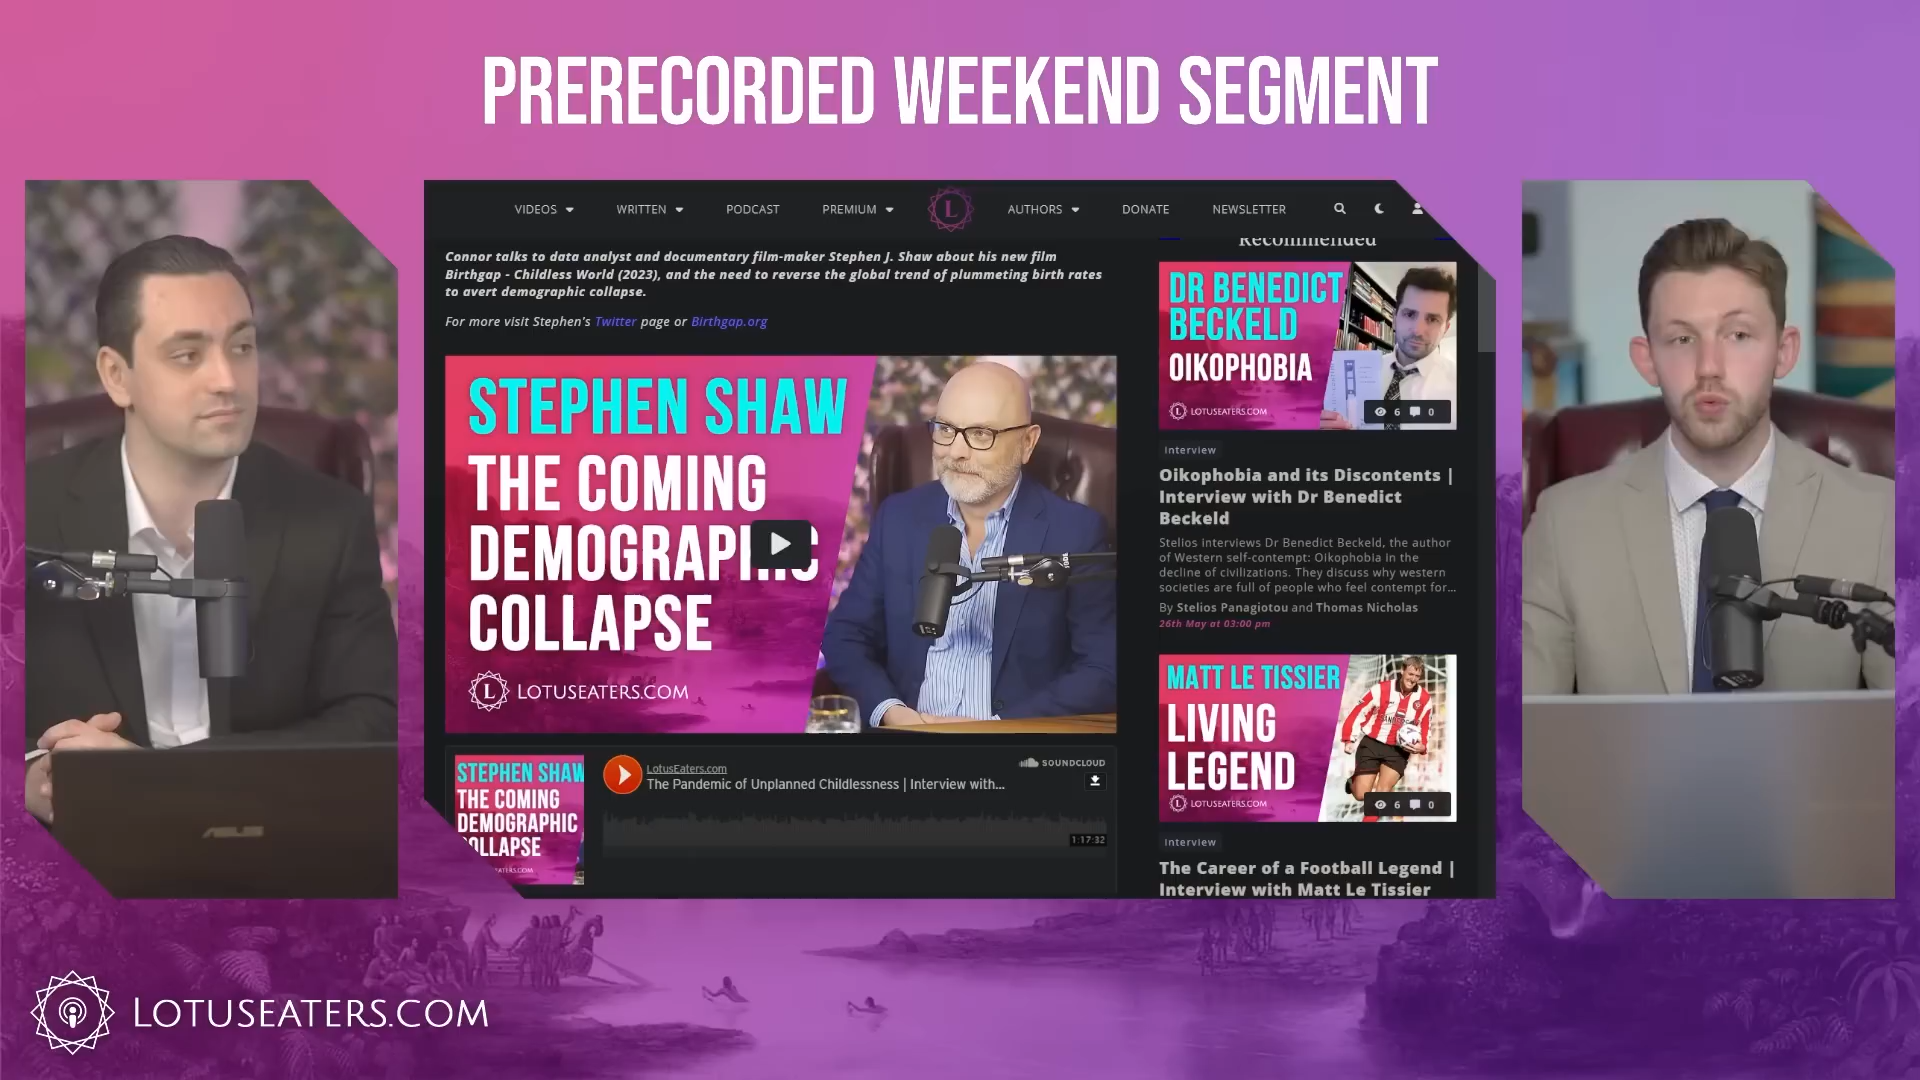 PRERECORDED WEEKEND SEGMENT
VIDEOS
WRITTEN
PODCAST
PREMIUM
L
AUTHORS
DONATE
NEWSLETTER
Connor talks to data analyst and documentary film-maker Stephen J. Shaw about his new film
Birthgap - Childless World (2023), and the need to reverse the global trend of plummeting birth rates
to avert demographic collapse.
For more visit Stephen's Twitter page or Birthgap.org
STEPHEN SHAW
THE COMING
DEMOGRAPHIC
COLLAPSE
L LOTUSEATERS.COM
STEPHEN SHAW
THE COMING
DEMOGRAPHIC
COLLAPSE
LotusEaters.com
The Pandemic of Unplanned Childlessness | Interview with...
SOUNDCLOUD
1:17:32
Recommended
DR BENEDICT
BECKELD
OIKOPHOBIA
L LOTUSEATERS.COM
6 0
Interview
Oikophobia and its Discontents |
Interview with Dr Benedict
Beckeld
Stelios interviews Dr Benedict Beckeld, the author
of Western self-contempt: Oikophobia in the
decline of civilizations. They discuss why western
societies are full of people who feel contempt for...
By Stelios Panagiotou and Thomas Nicholas
26th May at 03:00 pm
MATT LE TISSIER
LIVING
LEGEND
L LOTUSEATERS.COM
6 0
Interview
The Career of a Football Legend |
Interview with Matt Le Tissier
ASUS
LOTUSEATERS.COM